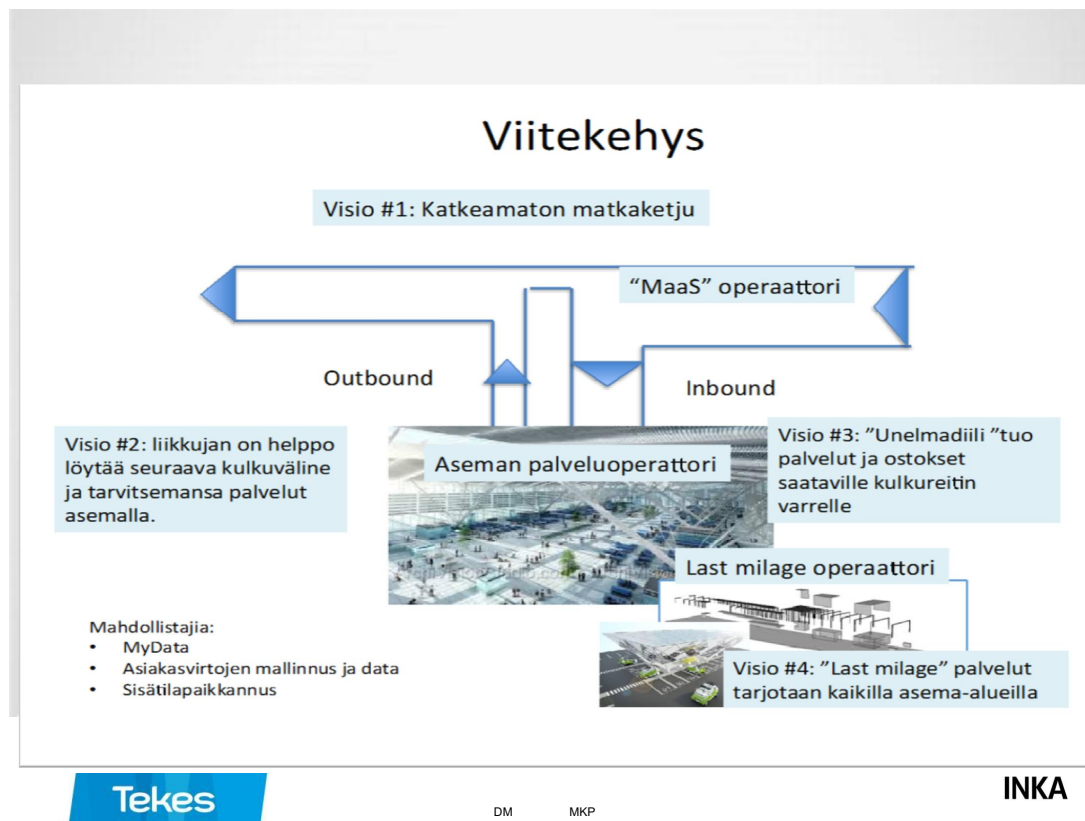 Viitekehys
Visio #1: Katkeamaton matkaketju
“MaaS” operaattori
Outbound
Inbound
Visio #2: liikkujan on helppo
löytää seuraava kulkuväline
ja tarvitsemansa palvelut
asemalla.
Aseman palveluoperattori
Visio #3: ”Unelmadiili ”tuo
palvelut ja ostokset
saataville kulkureitin
varrelle
Last milage operaattori
Visio #4: ”Last milage” palvelut
tarjotaan kaikilla asema-alueilla
Mahdollistajia:
• MyData
• Asiakasvirtojen mallinnus ja data
• Sisätilapaikkannus
Tekes
DM MKP
INKA